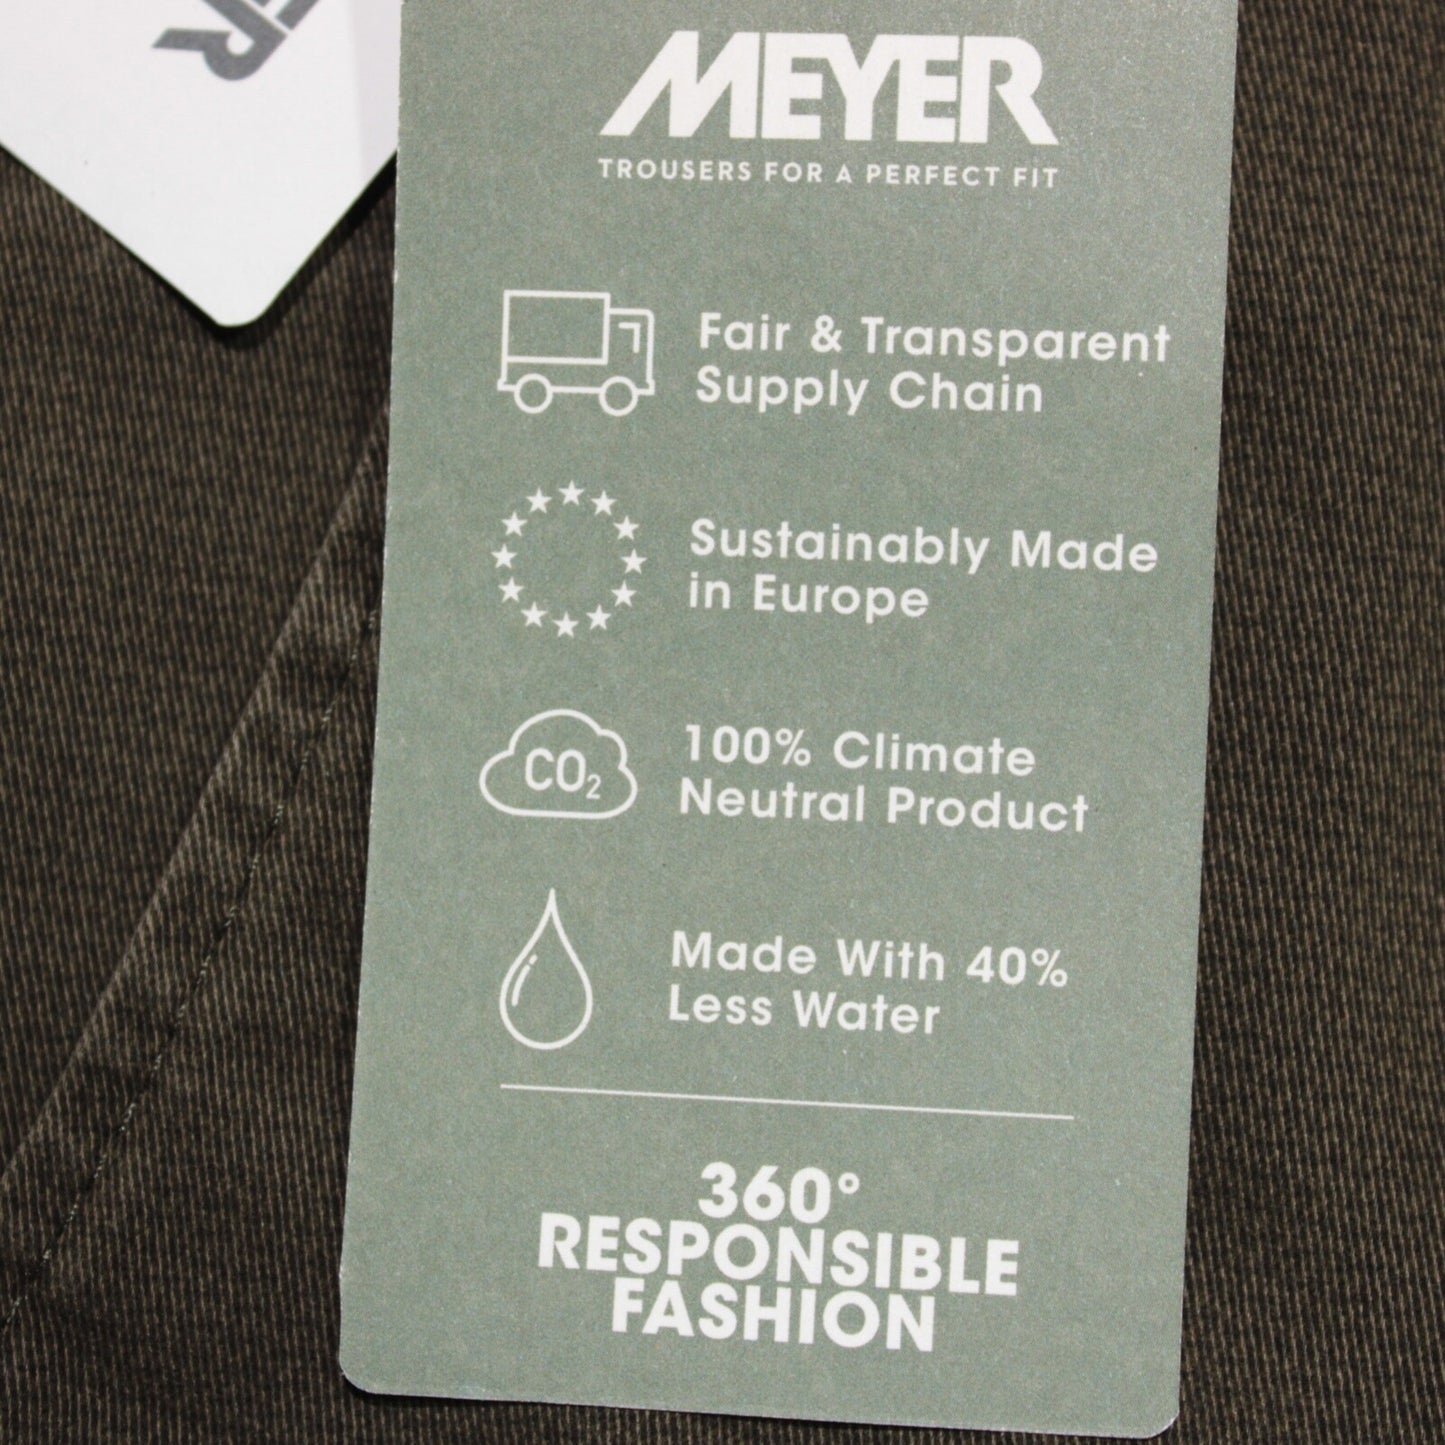 MEYER
TROUSERS FOR A PERFECT FIT
Fair & Transparent
Supply Chain
Sustainably Made
in Europe
CO₂
100% Climate
Neutral Product
Made With 40%
Less Water
360°
RESPONSIBLE
FASHION